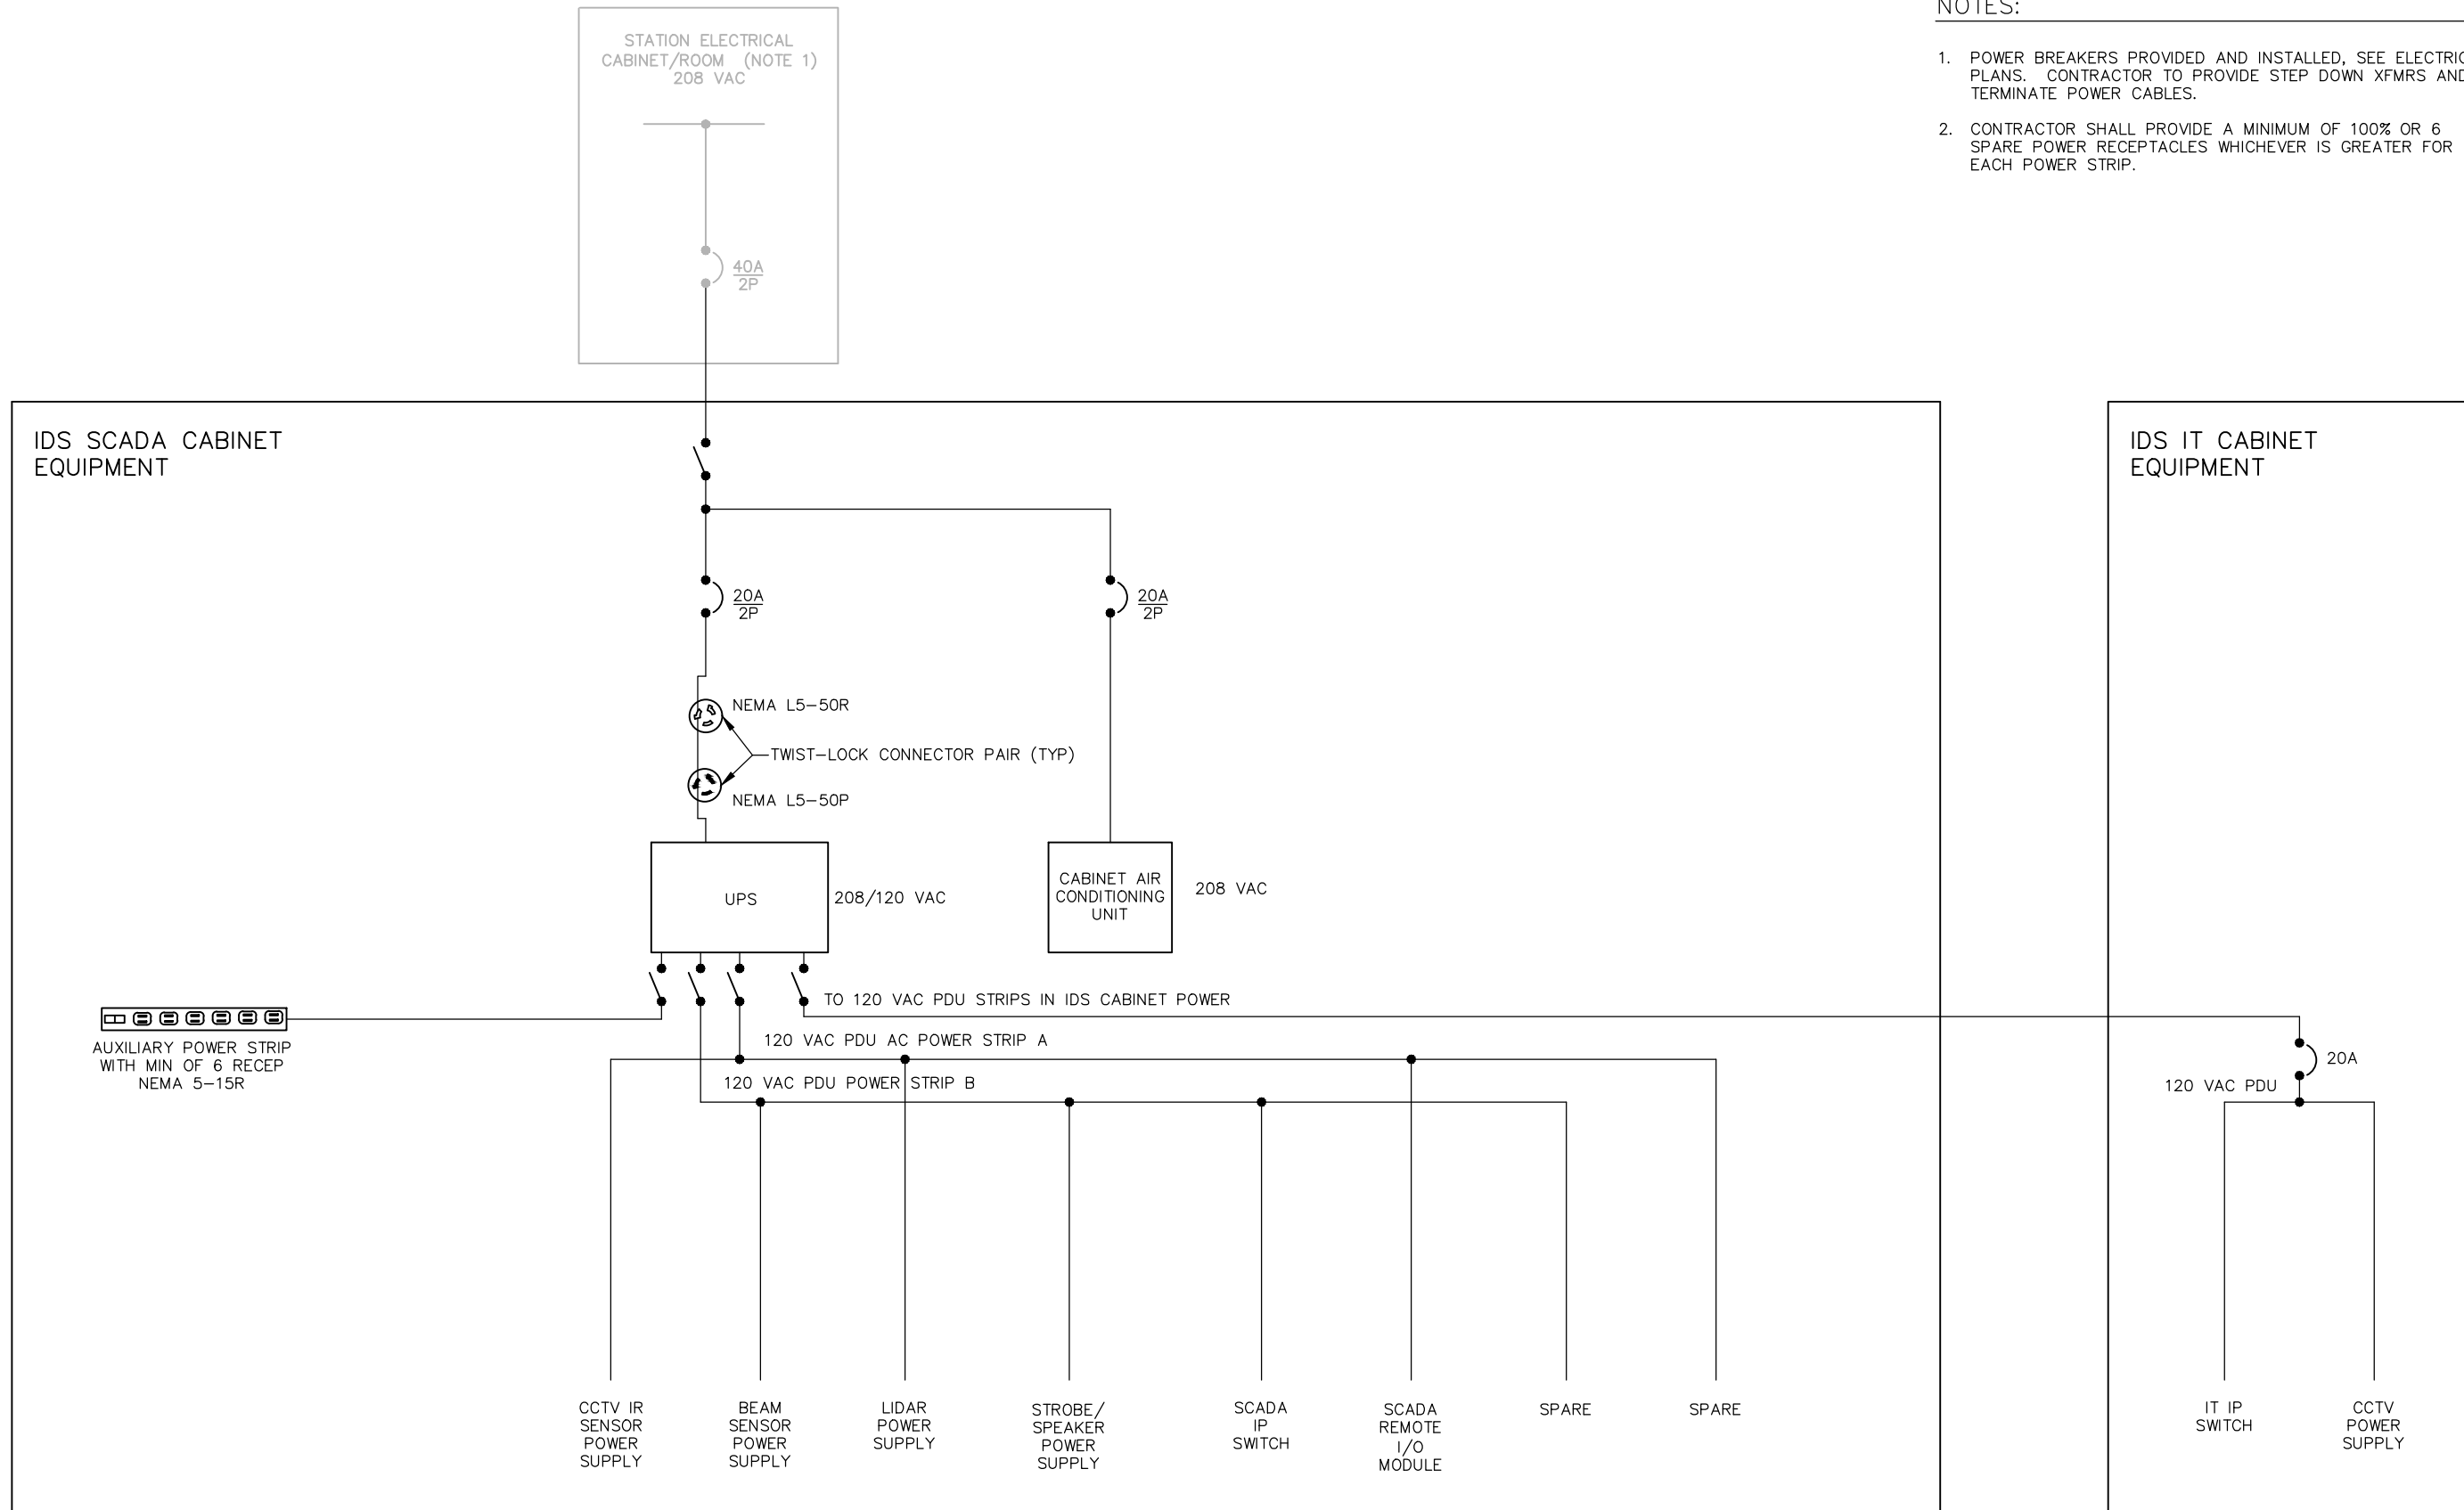 STATION ELECTRICAL
CABINET/ROOM (NOTE 1)
208 VAC
40A
2P
NOTES:
1. POWER BREAKERS PROVIDED AND INSTALLED, SEE
PLANS. CONTRACTOR TO PROVIDE STEP DOWN XFMRS AND
TERMINATE POWER CABLES.
2. CONTRACTOR SHALL PROVIDE A MINIMUM OF 100% OR 6
SPARE POWER RECEPTACLES WHICHEVER IS GREATER FOR
EACH POWER STRIP.
IDS SCADA CABINET
EQUIPMENT
20A
2P
20A
2P
NEMA L5-50R
TWIST-LOCK CONNECTOR PAIR (TYP)
NEMA L5-50P
UPS
208/120 VAC
CABINET AIR
CONDITIONING
UNIT
208 VAC
TO 120 VAC PDU STRIPS IN IDS CABINET POWER
AUXILIARY POWER STRIP
WITH MIN OF 6 RECEP
NEMA 5-15R
120 VAC PDU AC POWER STRIP A
120 VAC PDU POWER STRIP B
CCTV IR
SENSOR
POWER
SUPPLY
BEAM
SENSOR
POWER
SUPPLY
LIDAR
POWER
SUPPLY
STROBE/
SPEAKER
POWER
SUPPLY
SCADA
IP
SWITCH
SCADA
REMOTE
I/O
MODULE
SPARE
SPARE
IDS IT CABINET
EQUIPMENT
20A
120 VAC PDU
IT IP
SWITCH
CCTV
POWER
SUPPLY